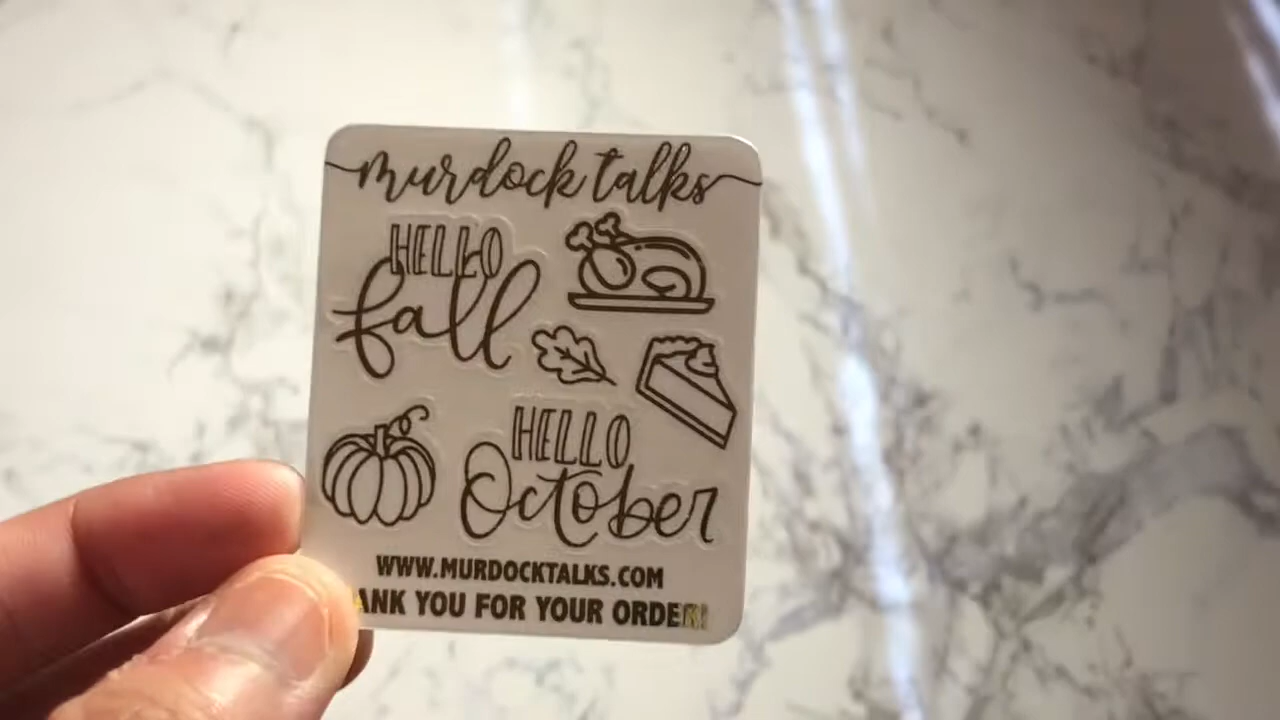 murdock talks
HELLO
fall
HELLO
October
WWW.MURDOCKTALKS.COM
ANK YOU FOR YOUR ORDER!